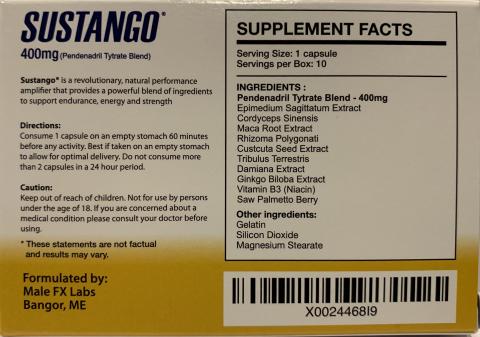 SUSTANGO®
400mg (Pendenadril Tytrate Blend)
Sustango* is a revolutionary, natural performance
amplifier that provides a powerful blend of ingredients
to support endurance, energy and strength
Directions:
Consume 1 capsule on an empty stomach 60 minutes
before any activity. Best if taken on an empty stomach
to allow for optimal delivery. Do not consume more
than 2 capsules in a 24 hour period.
Caution:
Keep out of reach of children. Not for use by persons
under the age of 18. If you are concerned about a
medical condition please consult your doctor before
using.
* These statements are not factual
and results may vary.
Formulated by:
Male FX Labs
Bangor, ME
SUPPLEMENT FACTS
Serving Size: 1 capsule
Servings per Box: 10
INGREDIENTS :
Pendenadril Tytrate Blend - 400mg
Epimedium Sagittatum Extract
Cordyceps Sinensis
Maca Root Extract
Rhizoma Polygonati
Custcuta Seed Extract
Tribulus Terrestris
Damiana Extract
Ginkgo Biloba Extract
Vitamin B3 (Niacin)
Saw Palmetto Berry
Other ingredients:
Gelatin
Silicon Dioxide
Magnesium Stearate
X0024468I9